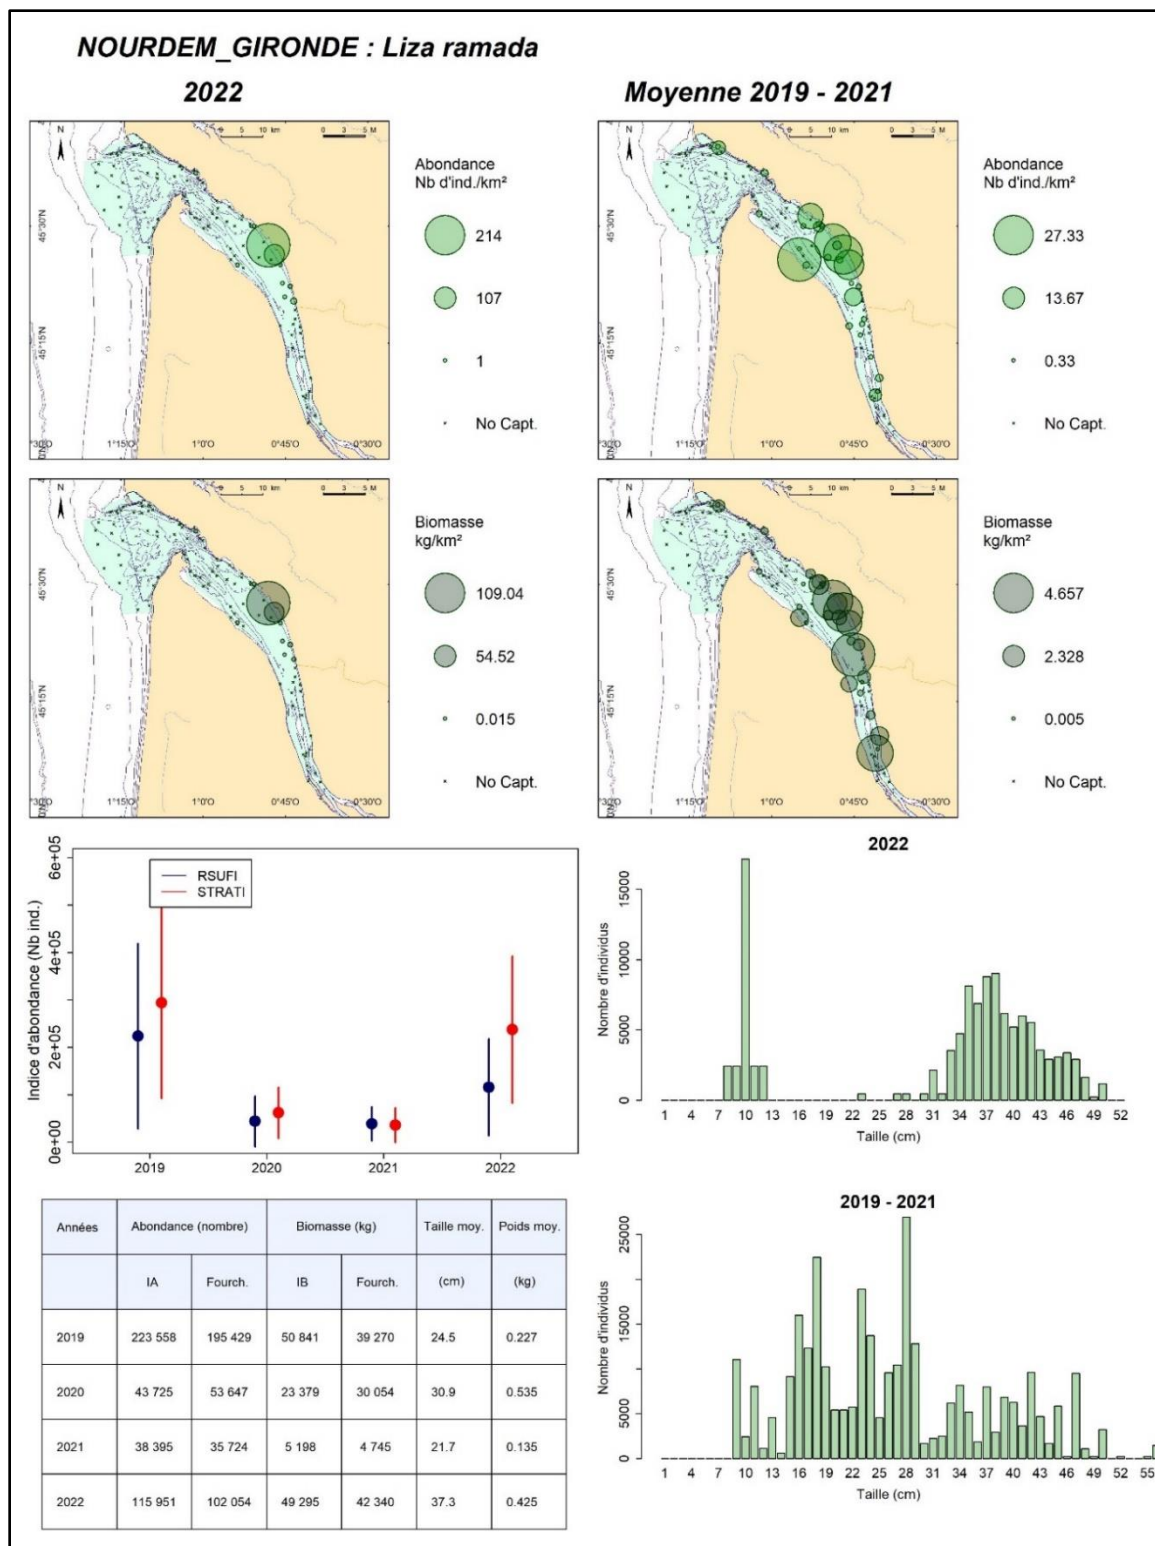 NOURDEM_GIRONDE : Liza ramada
2022
Moyenne 2019 - 2021
N
0 5 10 km
0 3 5 M
45°30'N
45°15'N
1°15'O 1°0'O 0°45'O 0°30'O
Abondance
Nb d'ind./km²
214
107
1
No Capt.
N
0 5 10 km
0 3 5 M
45°30'N
45°15'N
1°15'O 1°0'O 0°45'O 0°30'O
Abondance
Nb d'ind./km²
27.33
13.67
0.33
No Capt.
N
0 5 10 km
0 3 5 M
45°30'N
45°15'N
1°15'O 1°0'O 0°45'O 0°30'O
Biomasse
kg/km²
109.04
54.52
0.015
No Capt.
N
0 5 10 km
0 3 5 M
45°30'N
45°15'N
1°15'O 1°0'O 0°45'O 0°30'O
Biomasse
kg/km²
4.657
2.328
0.005
No Capt.
Indice d'abondance (Nb ind.)
6e+05
4e+05
2e+05
0e+00
RSUFI
STRATI
2019 2020 2021 2022
2022
Nombre d'individus
15000
10000
5000
0
1 4 7 10 13 16 19 22 25 28 31 34 37 40 43 46 49 52
Taille (cm)
Années Abondance (nombre) Biomasse (kg) Taille moy. Poids moy.
IA Fourch. IB Fourch. (cm) (kg)
2019 223 558 195 429 50 841 39 270 24.5 0.227
2020 43 725 53 647 23 379 30 054 30.9 0.535
2021 38 395 35 724 5 198 4 745 21.7 0.135
2022 115 951 102 054 49 295 42 340 37.3 0.425
2019 - 2021
Nombre d'individus
25000
15000
5000
0
1 4 7 10 13 16 19 22 25 28 31 34 37 40 43 46 49 52 55
Taille (cm)